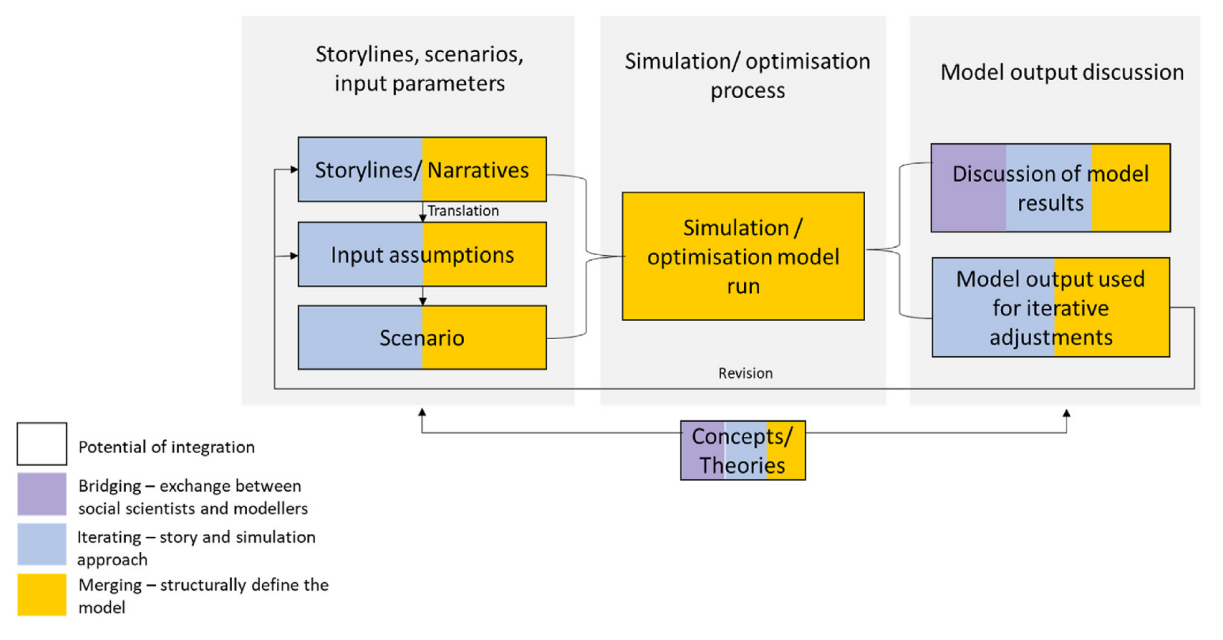 Storylines, scenarios,
input parameters
Simulation/ optimisation
process
Model output discussion
Storylines/ Narratives
Translation
Input assumptions
Scenario
Simulation /
optimisation model
run
Discussion of model
results
Model output used
for iterative
adjustments
Revision
Concepts/
Theories
Potential of integration
Bridging – exchange between
social scientists and modellers
Iterating – story and simulation
approach
Merging – structurally define the
model